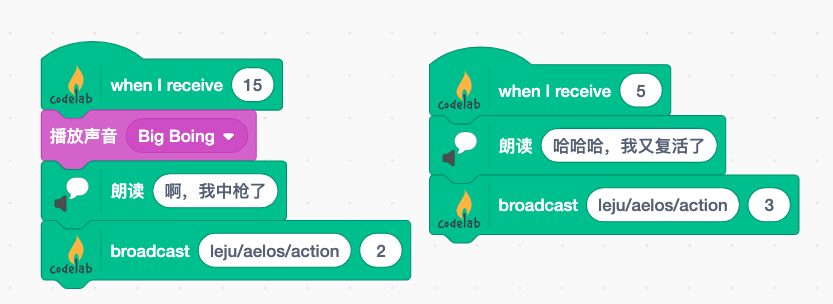 codelab when I receive 15
播放声音 Big Boing
朗读 啊，我中枪了
codelab broadcast leju/aelos/action 2
codelab when I receive 5
朗读 哈哈哈，我又复活了
codelab broadcast leju/aelos/action 3